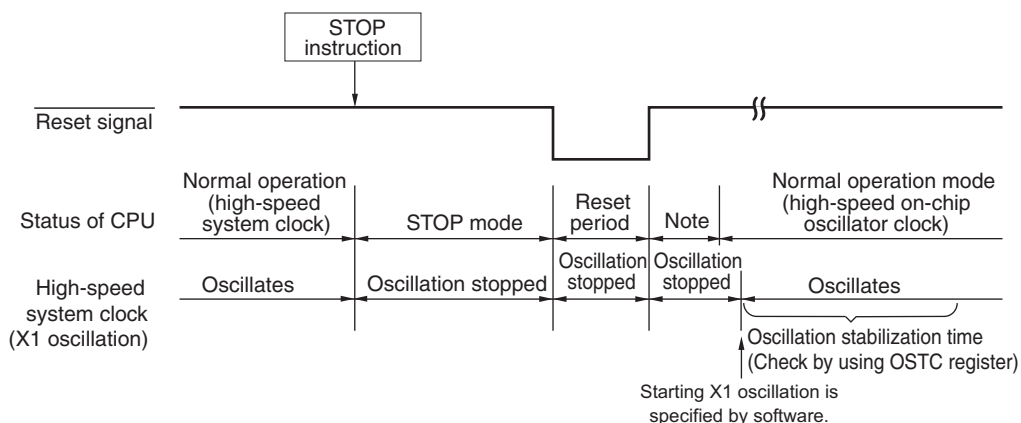 STOP
instruction
Reset signal
Normal operation
(high-speed
system clock)
Status of CPU
STOP mode
Reset
period
Note
Normal operation mode
(high-speed on-chip
oscillator clock)
High-speed
system clock
(X1 oscillation)
Oscillates
Oscillation stopped
Oscillation
stopped
Oscillation
stopped
Oscillates
Oscillation stabilization time
(Check by using OSTC register)
Starting X1 oscillation is
specified by software.